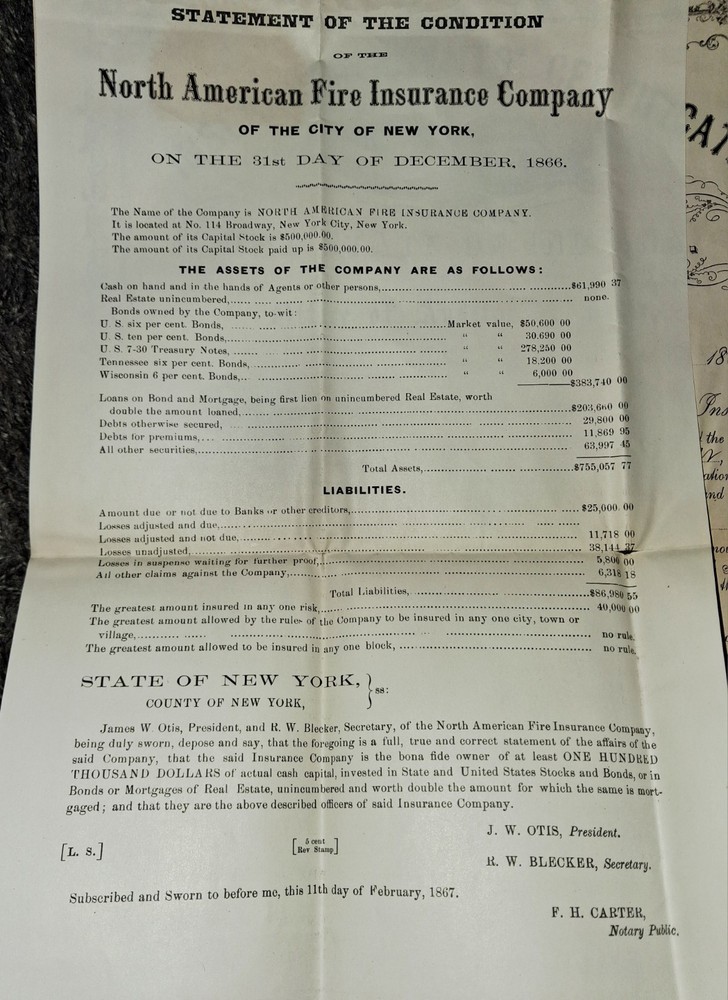 STATEMENT OF THE CONDITION
OF THE
North American Fire Insurance Company
OF THE CITY OF NEW YORK,
ON THE 31st DAY OF DECEMBER, 1866.
The Name of the Company is NORTH AMERICAN FIRE INSURANCE COMPANY.
It is located at No. 114 Broadway, New York City, New York.
The amount of its Capital Stock is $500,000.00.
The amount of its Capital Stock paid up is $500,000.00.
THE ASSETS OF THE COMPANY ARE AS FOLLOWS:
Cash on hand and in the hands of Agents or other persons,........$61,990 37
Real Estate unincumbered,........none.
Bonds owned by the Company, to-wit:
U. S. six per cent. Bonds,........Market value, $50,600 00
U. S. ten per cent. Bonds,........“ “ 30.690 00
U. S. 7-30 Treasury Notes,........“ “ 278,250 00
Tennessee six per cent. Bonds,........“ “ 18.200 00
Wisconsin 6 per cent. Bonds,........“ “ 6,000 00
$383,740 00
Loans on Bond and Mortgage, being first lien on unincumbered Real Estate, worth
double the amount loaned,........$203,660 00
Debts otherwise secured,........29,800 00
Debts for premiums,........11,869 95
All other securities,........63,997 45
Total Assets,........$755,057 77
LIABILITIES.
Amount due or not due to Banks or other creditors,........$25,000 00
Losses adjusted and due,........
Losses adjusted and not due,........11,718 00
Losses unadjusted,........38,144 37
Losses in suspense waiting for further proof,........5,800 00
All other claims against the Company,........6,318 18
Total Liabilities,........$86,980 55
The greatest amount insured in any one risk,........40,000 00
The greatest amount allowed by the rules of the Company to be insured in any one city, town or
village,........no rule.
The greatest amount allowed to be insured in any one block,........no rule.
STATE OF NEW YORK, } ss:
COUNTY OF NEW YORK,
James W. Otis, President, and R. W. Blecker, Secretary, of the North American Fire Insurance Company,
being duly sworn, depose and say, that the foregoing is a full, true and correct statement of the affairs of the
said Company, that the said Insurance Company is the bona fide owner of at least ONE HUNDRED
THOUSAND DOLLARS of actual cash capital, invested in State and United States Stocks and Bonds, or in
Bonds or Mortgages of Real Estate, unincumbered and worth double the amount for which the same is mort-
gaged; and that they are the above described officers of said Insurance Company.
J. W. OTIS, President.
[L. S.] [5 cent Rev Stamp]
R. W. BLECKER, Secretary.
Subscribed and Sworn to before me, this 11th day of February, 1867.
F. H. CARTER,
Notary Public.
18
the
and